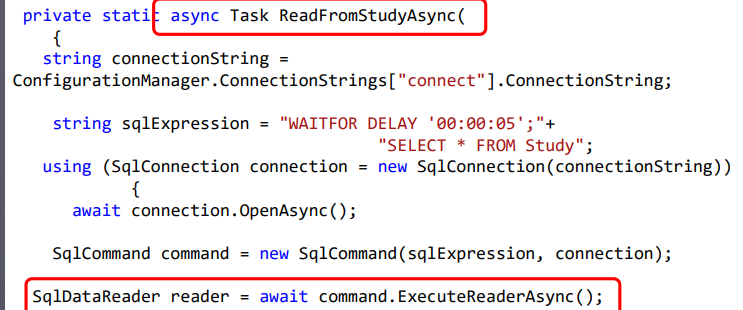 private static async Task ReadFromStudyAsync(
{
string connectionString =
ConfigurationManager.ConnectionStrings["connect"].ConnectionString;
string sqlExpression = "WAITFOR DELAY '00:00:05';"+
"SELECT * FROM Study";
using (SqlConnection connection = new SqlConnection(connectionString))
{
await connection.OpenAsync();
SqlCommand command = new SqlCommand(sqlExpression, connection);
SqlDataReader reader = await command.ExecuteReaderAsync();